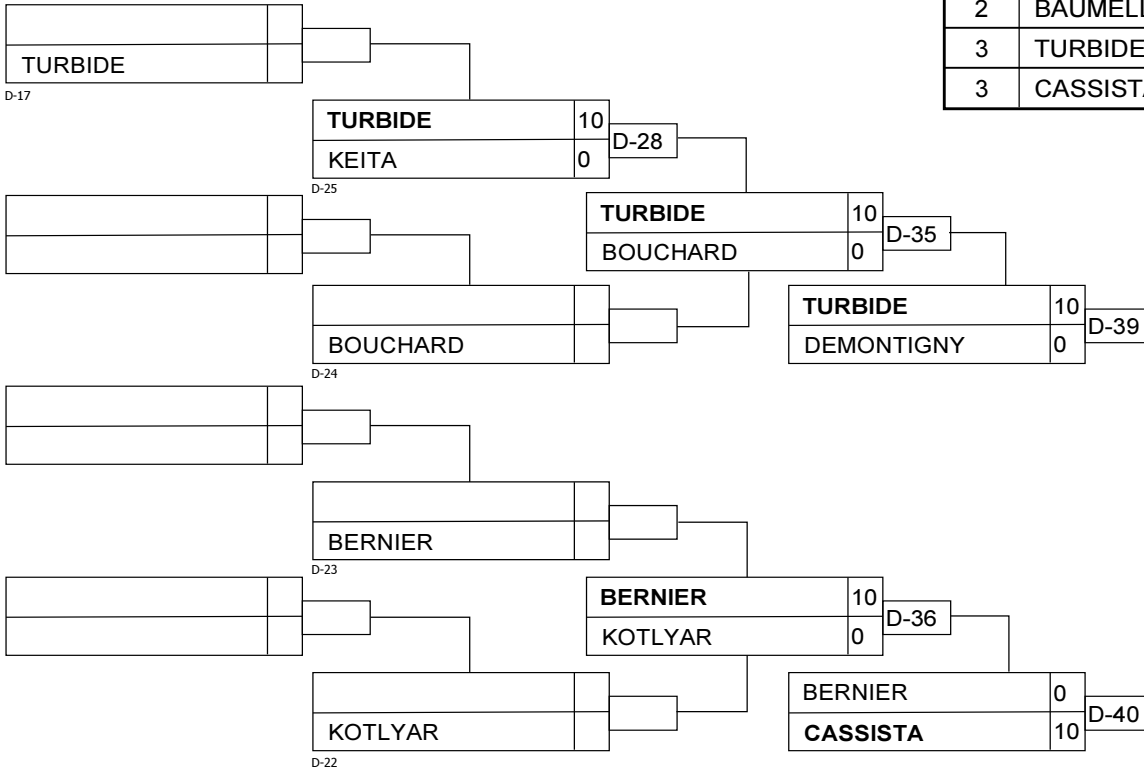 2 BAUMELL
3 TURBIDE
3 CASSISTA
TURBIDE
D-17
TURBIDE 10
KEITA 0
D-28
D-25
TURBIDE 10
BOUCHARD 0
D-35
BOUCHARD
D-24
TURBIDE 10
DEMONTIGNY 0
D-39
BERNIER
D-23
BERNIER 10
KOTLYAR 0
D-36
KOTLYAR
D-22
BERNIER 0
CASSISTA 10
D-40